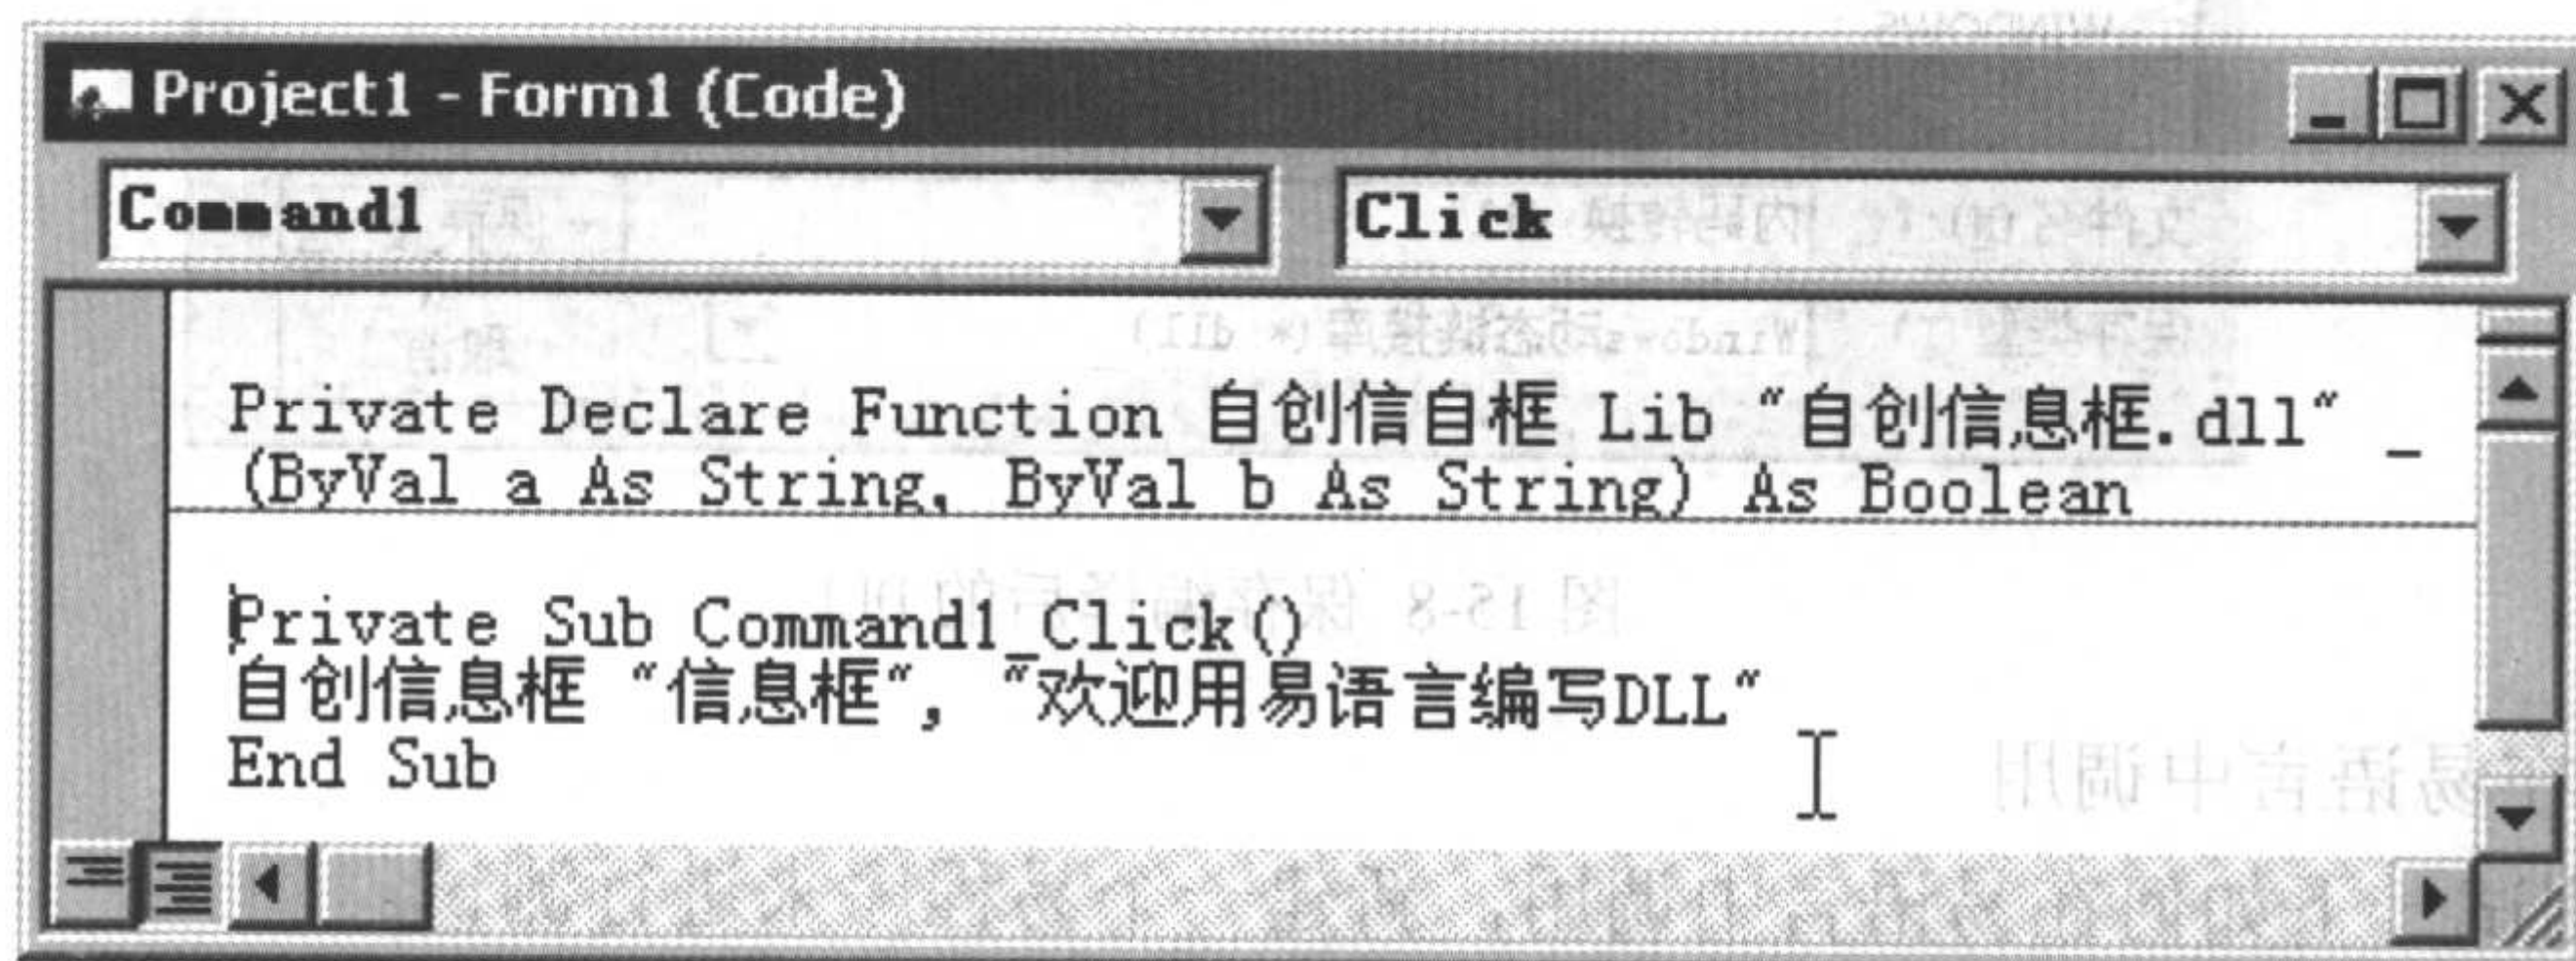 Project1 - Form1 (Code)
Command1 Click
Private Declare Function 自创信自框 Lib "自创信息框.dll" _
(ByVal a As String, ByVal b As String) As Boolean
Private Sub Command1_Click()
自创信息框 "信息框", "欢迎用易语言编写DLL"
End Sub